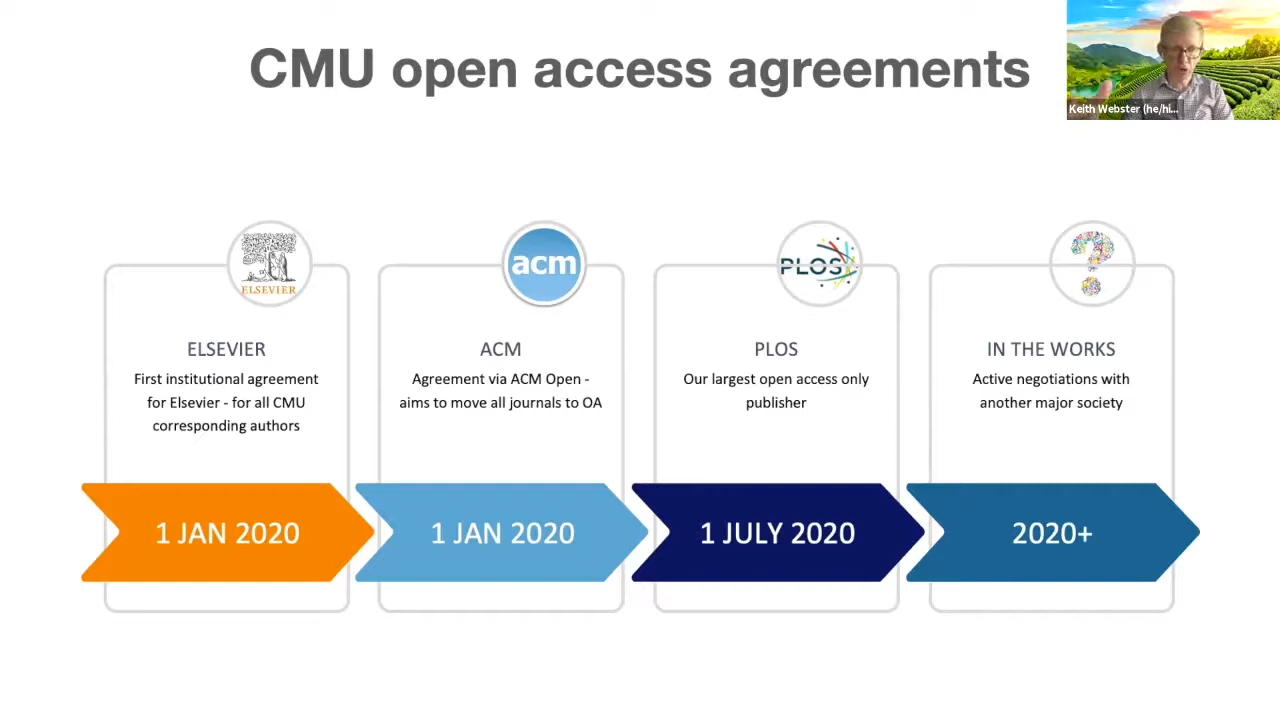 CMU open access agreements
Keith Webster (he/hi...
ELSEVIER
acm
PLOS
ELSEVIER
First institutional agreement
for Elsevier - for all CMU
corresponding authors
1 JAN 2020
ACM
Agreement via ACM Open -
aims to move all journals to OA
1 JAN 2020
PLOS
Our largest open access only
publisher
1 JULY 2020
?
IN THE WORKS
Active negotiations with
another major society
2020+